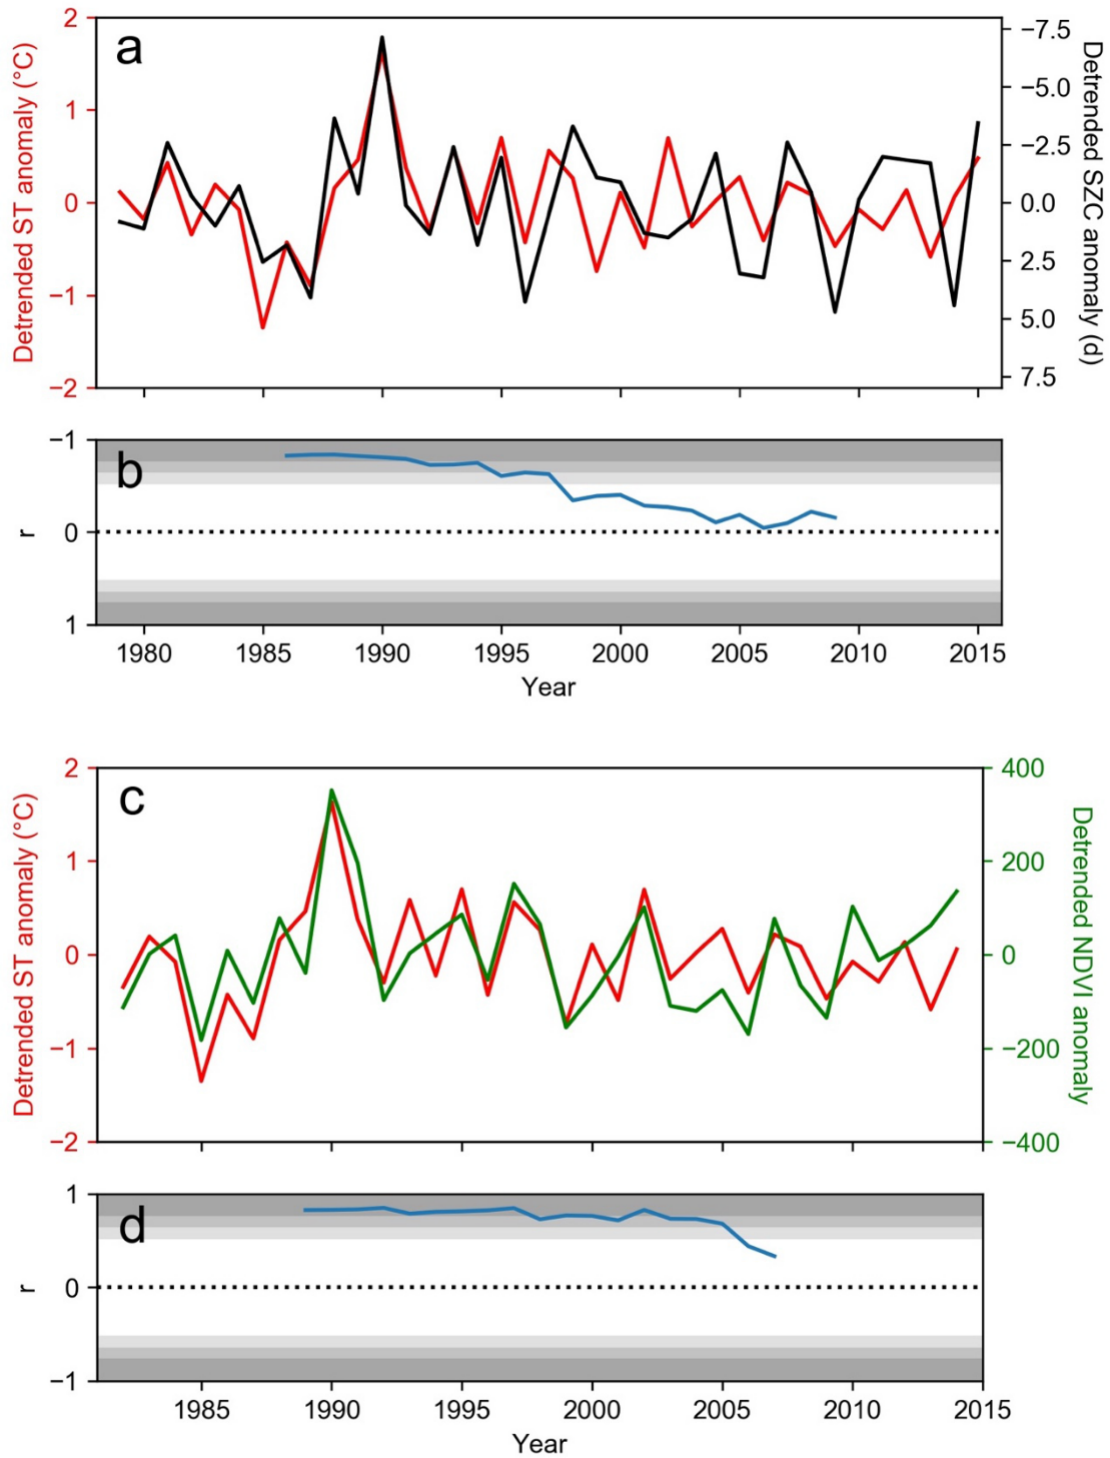 a
Detrended ST anomaly (°C)
2
1
0
−1
−2
−7.5
−5.0
−2.5
0.0
2.5
5.0
7.5
Detrended SZC anomaly (d)
b
r
−1
0
1
1980 1985 1990 1995 2000 2005 2010 2015
Year
c
Detrended ST anomaly (°C)
2
1
0
−1
−2
400
200
0
−200
−400
Detrended NDVI anomaly
d
r
1
0
−1
1985 1990 1995 2000 2005 2010 2015
Year